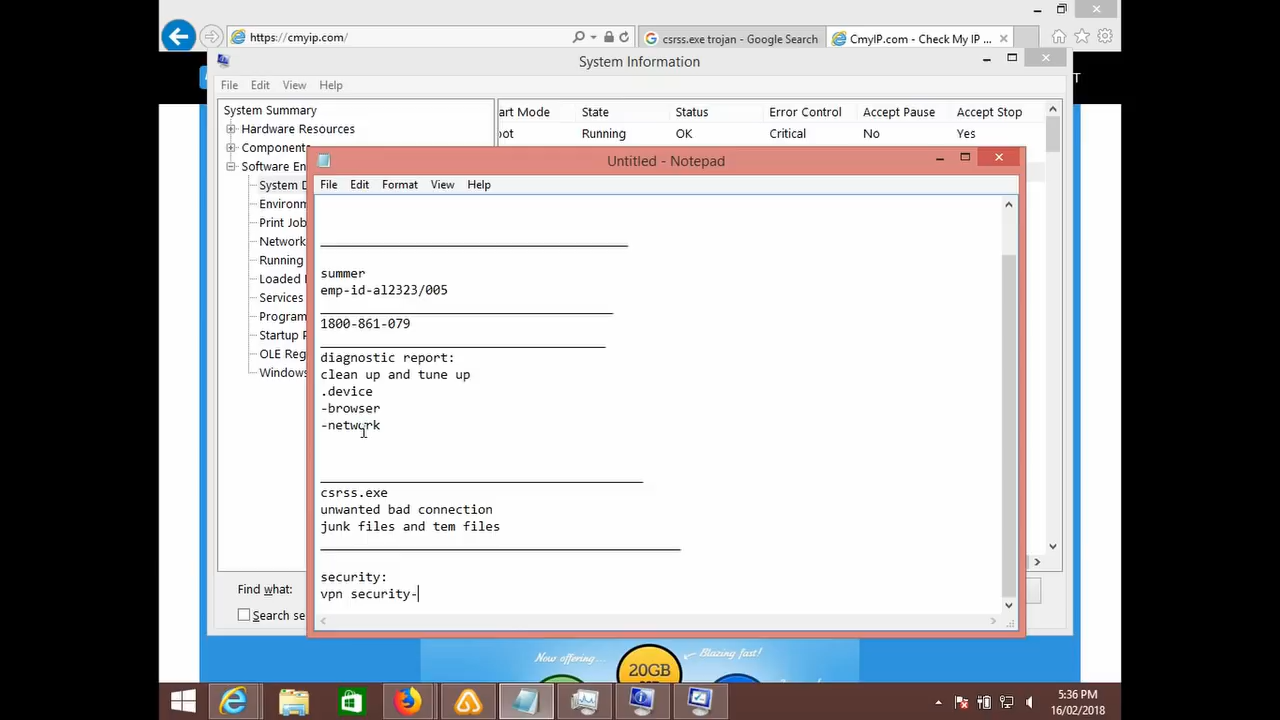 https://cmyip.com/
csrss.exe trojan - Google Search
CmyIP.com - Check My IP ...
System Information
File Edit View Help
System Summary
Hardware Resources
Components
Software En
System D
Environm
Print Job
Network
Running
Loaded
Services
Program
Startup P
OLE Reg
Windows
art Mode State Status Error Control Accept Pause Accept Stop
oot Running OK Critical No Yes
Untitled - Notepad
File Edit Format View Help
summer
emp-id-al2323/005
1800-861-079
diagnostic report:
clean up and tune up
.device
-browser
-network
csrss.exe
unwanted bad connection
junk files and tem files
security:
vpn security-
Find what:
Search se
Now offering...
20GB
Blazing fast!
5:36 PM
16/02/2018